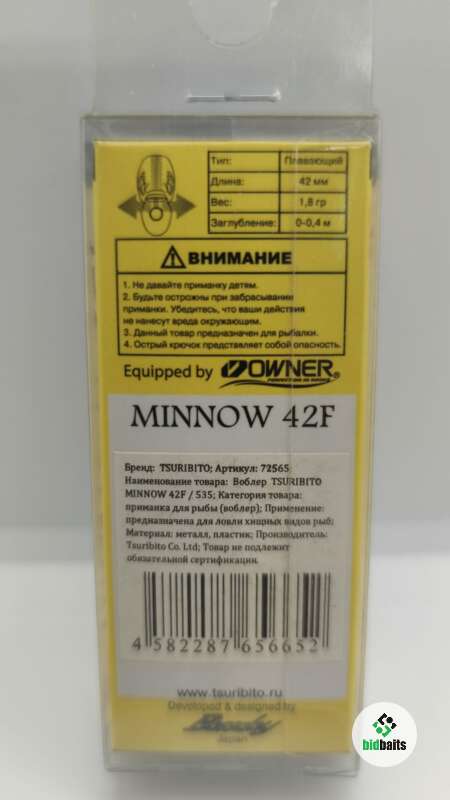 Тип: Плавающий
Длина: 42 мм
Вес: 1,8 гр
Заглубление: 0-0,4 м
ВНИМАНИЕ
1. Не давайте приманку детям.
2. Будьте острожны при забрасывании
приманки. Убедитесь, что ваши действия
не нанесут вреда окружающим.
3. Данный товар предназначен для рыбалки.
4. Острый крючок представляет собой опасность.
Equipped by OWNER®
MINNOW 42F
Бренд: TSURIBITO; Артикул: 72565
Наименование товара: Воблер TSURIBITO
MINNOW 42F / 535; Категория товара:
приманка для рыбы (воблер); Применение:
предназначена для ловли хищных видов рыб;
Материал: металл, пластик; Производитель:
Tsuribito Co. Ltd; Товар не подлежит
обязательной сертификации.
4 582287 656652
www.tsuribito.ru
Developed & designed by
Japan
bidbaits